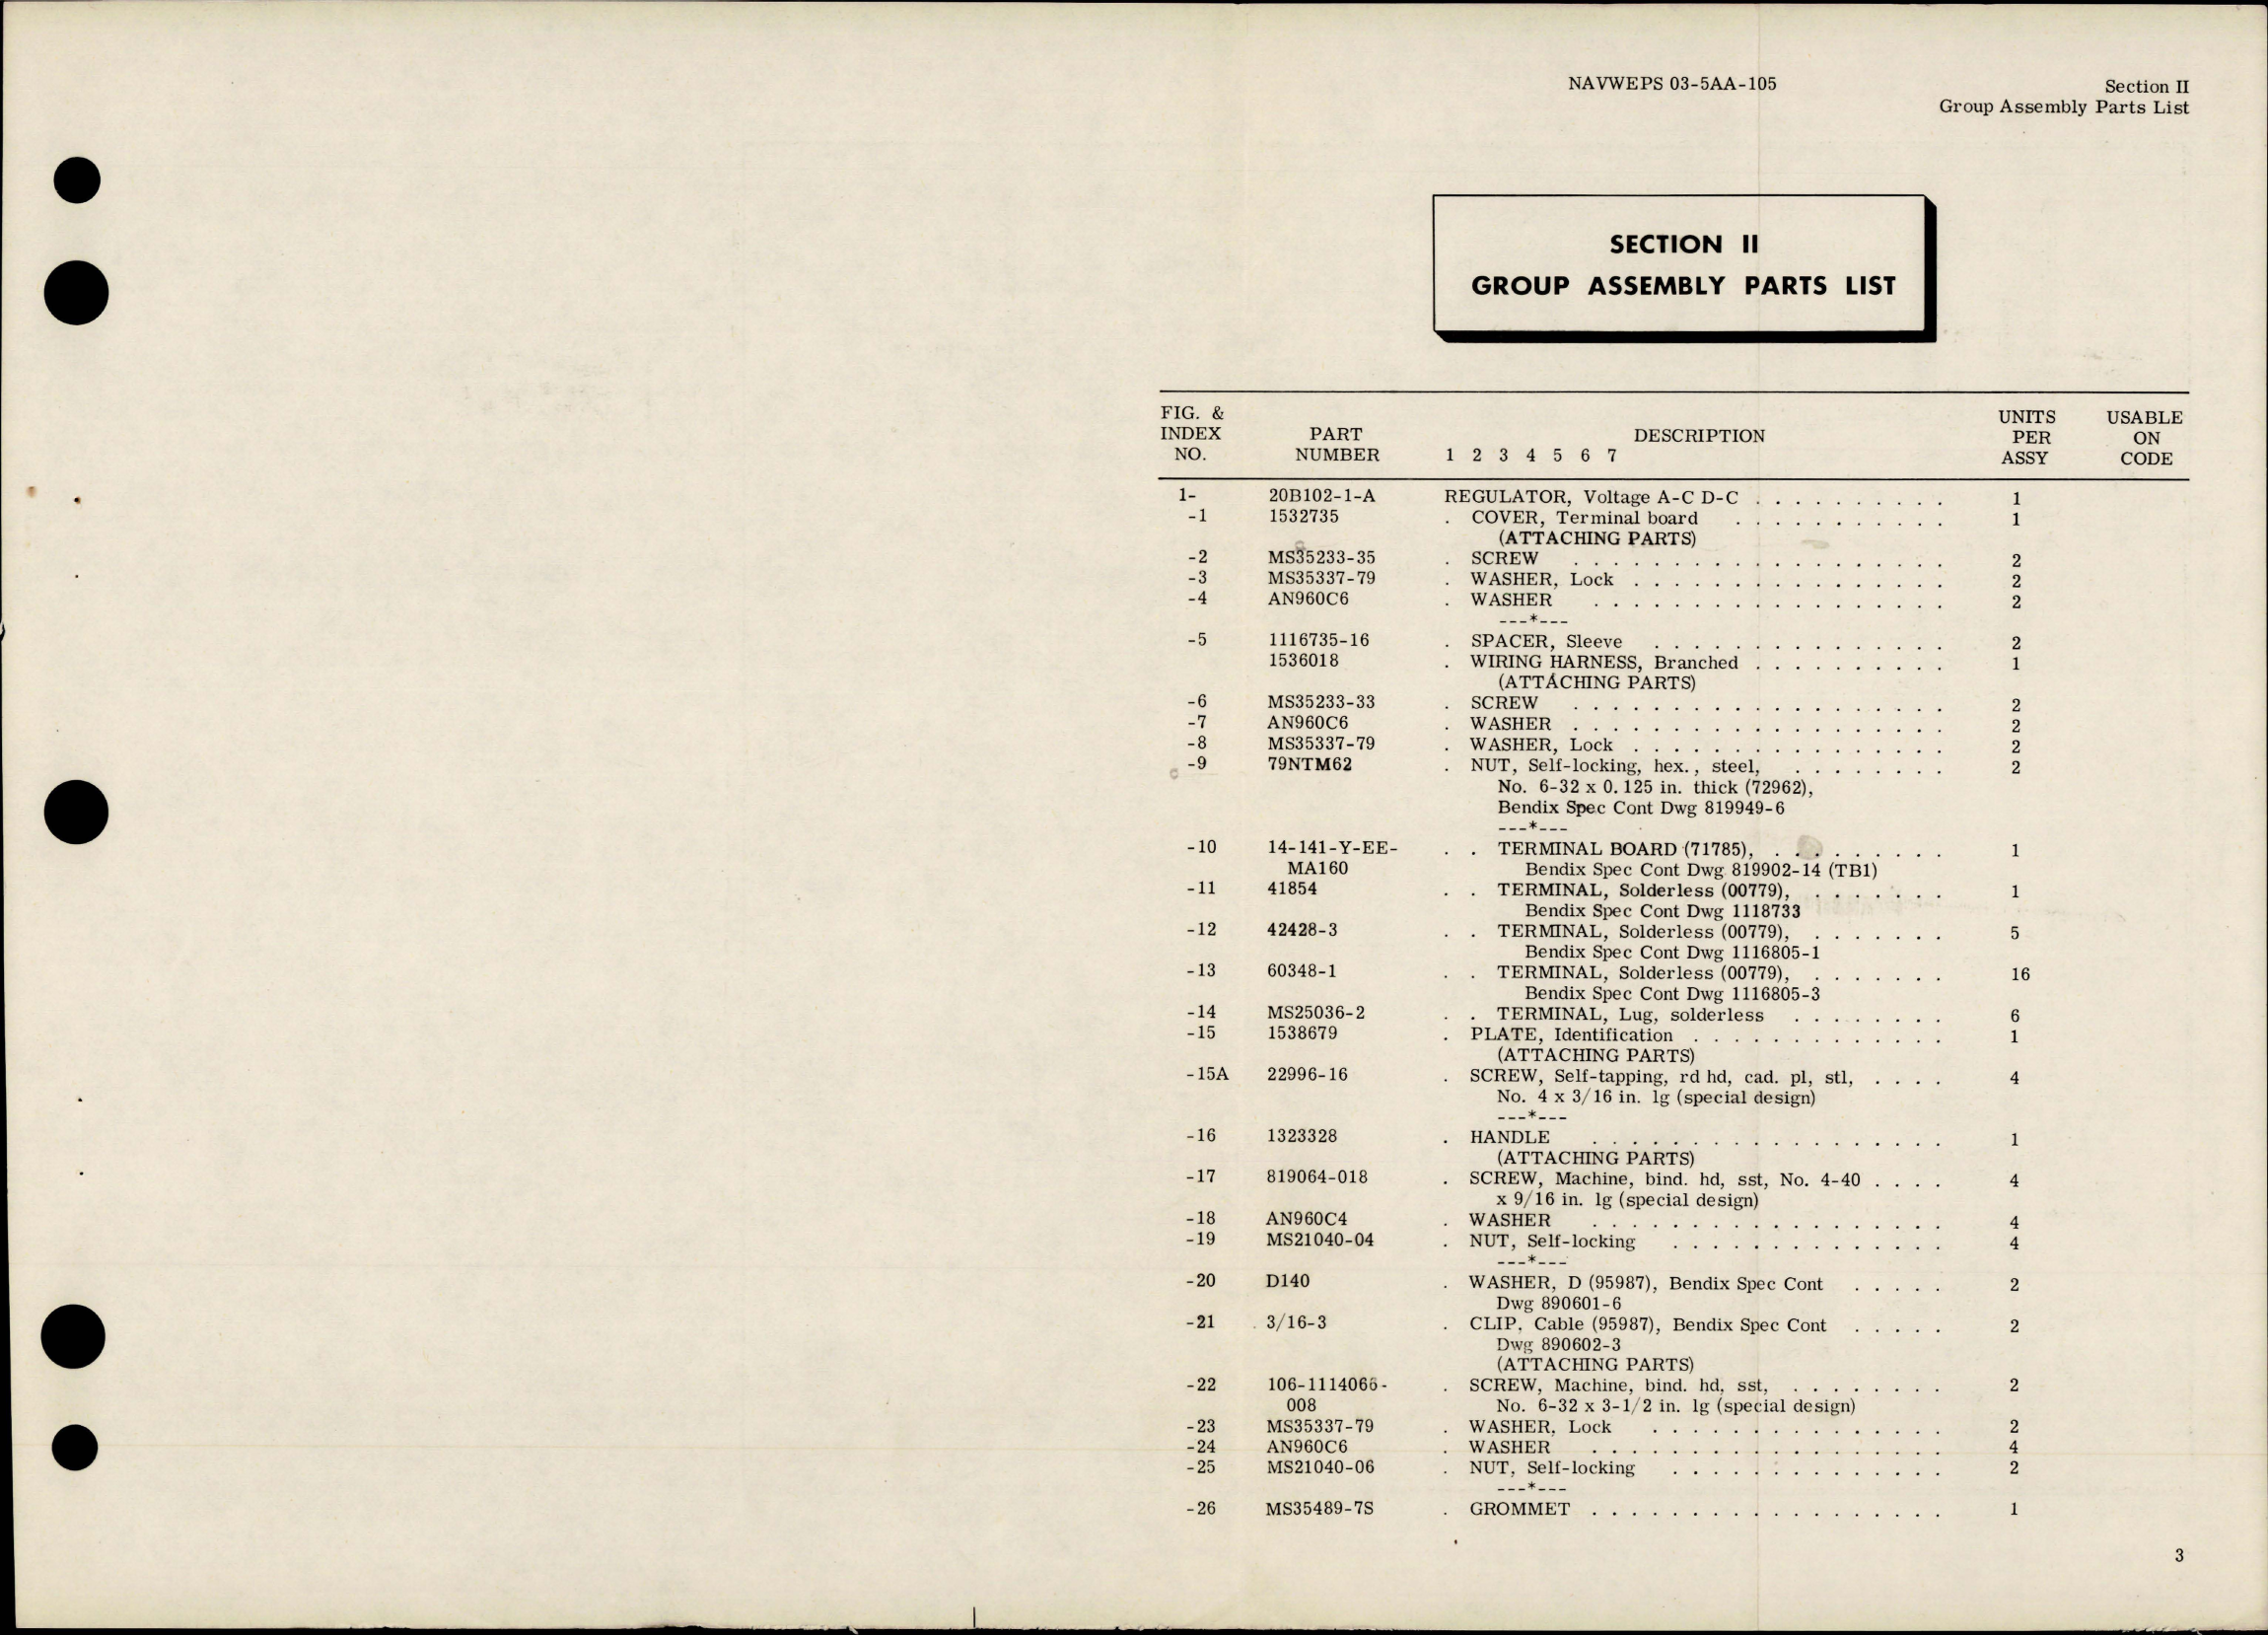 NAVWEPS 03-5AA-105
Section II
Group Assembly Parts List
SECTION II
GROUP ASSEMBLY PARTS LIST
FIG. & INDEX NO. PART NUMBER DESCRIPTION 1 2 3 4 5 6 7 UNITS PER ASSY USABLE ON CODE
1- 20B102-1-A REGULATOR, Voltage A-C D-C . . . . . . . . . . 1
-1 1532735 . COVER, Terminal board . . . . . . . . . . . 1
(ATTACHING PARTS)
-2 MS35233-35 . SCREW . . . . . . . . . . . . . . . . . . . 2
-3 MS35337-79 . WASHER, Lock . . . . . . . . . . . . . . . . 2
-4 AN960C6 . WASHER . . . . . . . . . . . . . . . . . . 2
---*---
-5 1116735-16 . SPACER, Sleeve . . . . . . . . . . . . . . . 2
1536018 . WIRING HARNESS, Branched . . . . . . . . . . 1
(ATTACHING PARTS)
-6 MS35233-33 . SCREW . . . . . . . . . . . . . . . . . . . 2
-7 AN960C6 . WASHER . . . . . . . . . . . . . . . . . . . 2
-8 MS35337-79 . WASHER, Lock . . . . . . . . . . . . . . . . 2
-9 79NTM62 . NUT, Self-locking, hex., steel, . . . . . . . . 2
No. 6-32 x 0.125 in. thick (72962),
Bendix Spec Cont Dwg 819949-6
---*---
-10 14-141-Y-EE- . . TERMINAL BOARD (71785), . . . . . . . . . 1
MA160 Bendix Spec Cont Dwg 819902-14 (TB1)
-11 41854 . . TERMINAL, Solderless (00779), . . . . . . . 1
Bendix Spec Cont Dwg 1118733
-12 42428-3 . . TERMINAL, Solderless (00779), . . . . . . . 5
Bendix Spec Cont Dwg 1116805-1
-13 60348-1 . . TERMINAL, Solderless (00779), . . . . . . . 16
Bendix Spec Cont Dwg 1116805-3
-14 MS25036-2 . . TERMINAL, Lug, solderless . . . . . . . . 6
-15 1538679 . PLATE, Identification . . . . . . . . . . . . . 1
(ATTACHING PARTS)
-15A 22996-16 . SCREW, Self-tapping, rd hd, cad. pl, stl, . . . . 4
No. 4 x 3/16 in. lg (special design)
---*---
-16 1323328 . HANDLE . . . . . . . . . . . . . . . . . . 1
(ATTACHING PARTS)
-17 819064-018 . SCREW, Machine, bind. hd, sst, No. 4-40 . . . . 4
x 9/16 in. lg (special design)
-18 AN960C4 . WASHER . . . . . . . . . . . . . . . . . . 4
-19 MS21040-04 . NUT, Self-locking . . . . . . . . . . . . . . 4
---*---
-20 D140 . WASHER, D (95987), Bendix Spec Cont . . . . . 2
Dwg 890601-6
-21 3/16-3 . CLIP, Cable (95987), Bendix Spec Cont . . . . . 2
Dwg 890602-3
(ATTACHING PARTS)
-22 106-1114066- . SCREW, Machine, bind. hd, sst, . . . . . . . . 2
008 No. 6-32 x 3-1/2 in. lg (special design)
-23 MS35337-79 . WASHER, Lock . . . . . . . . . . . . . . . 2
-24 AN960C6 . WASHER . . . . . . . . . . . . . . . . . . 4
-25 MS21040-06 . NUT, Self-locking . . . . . . . . . . . . . . 2
---*---
-26 MS35489-7S . GROMMET . . . . . . . . . . . . . . . . . . 1
3